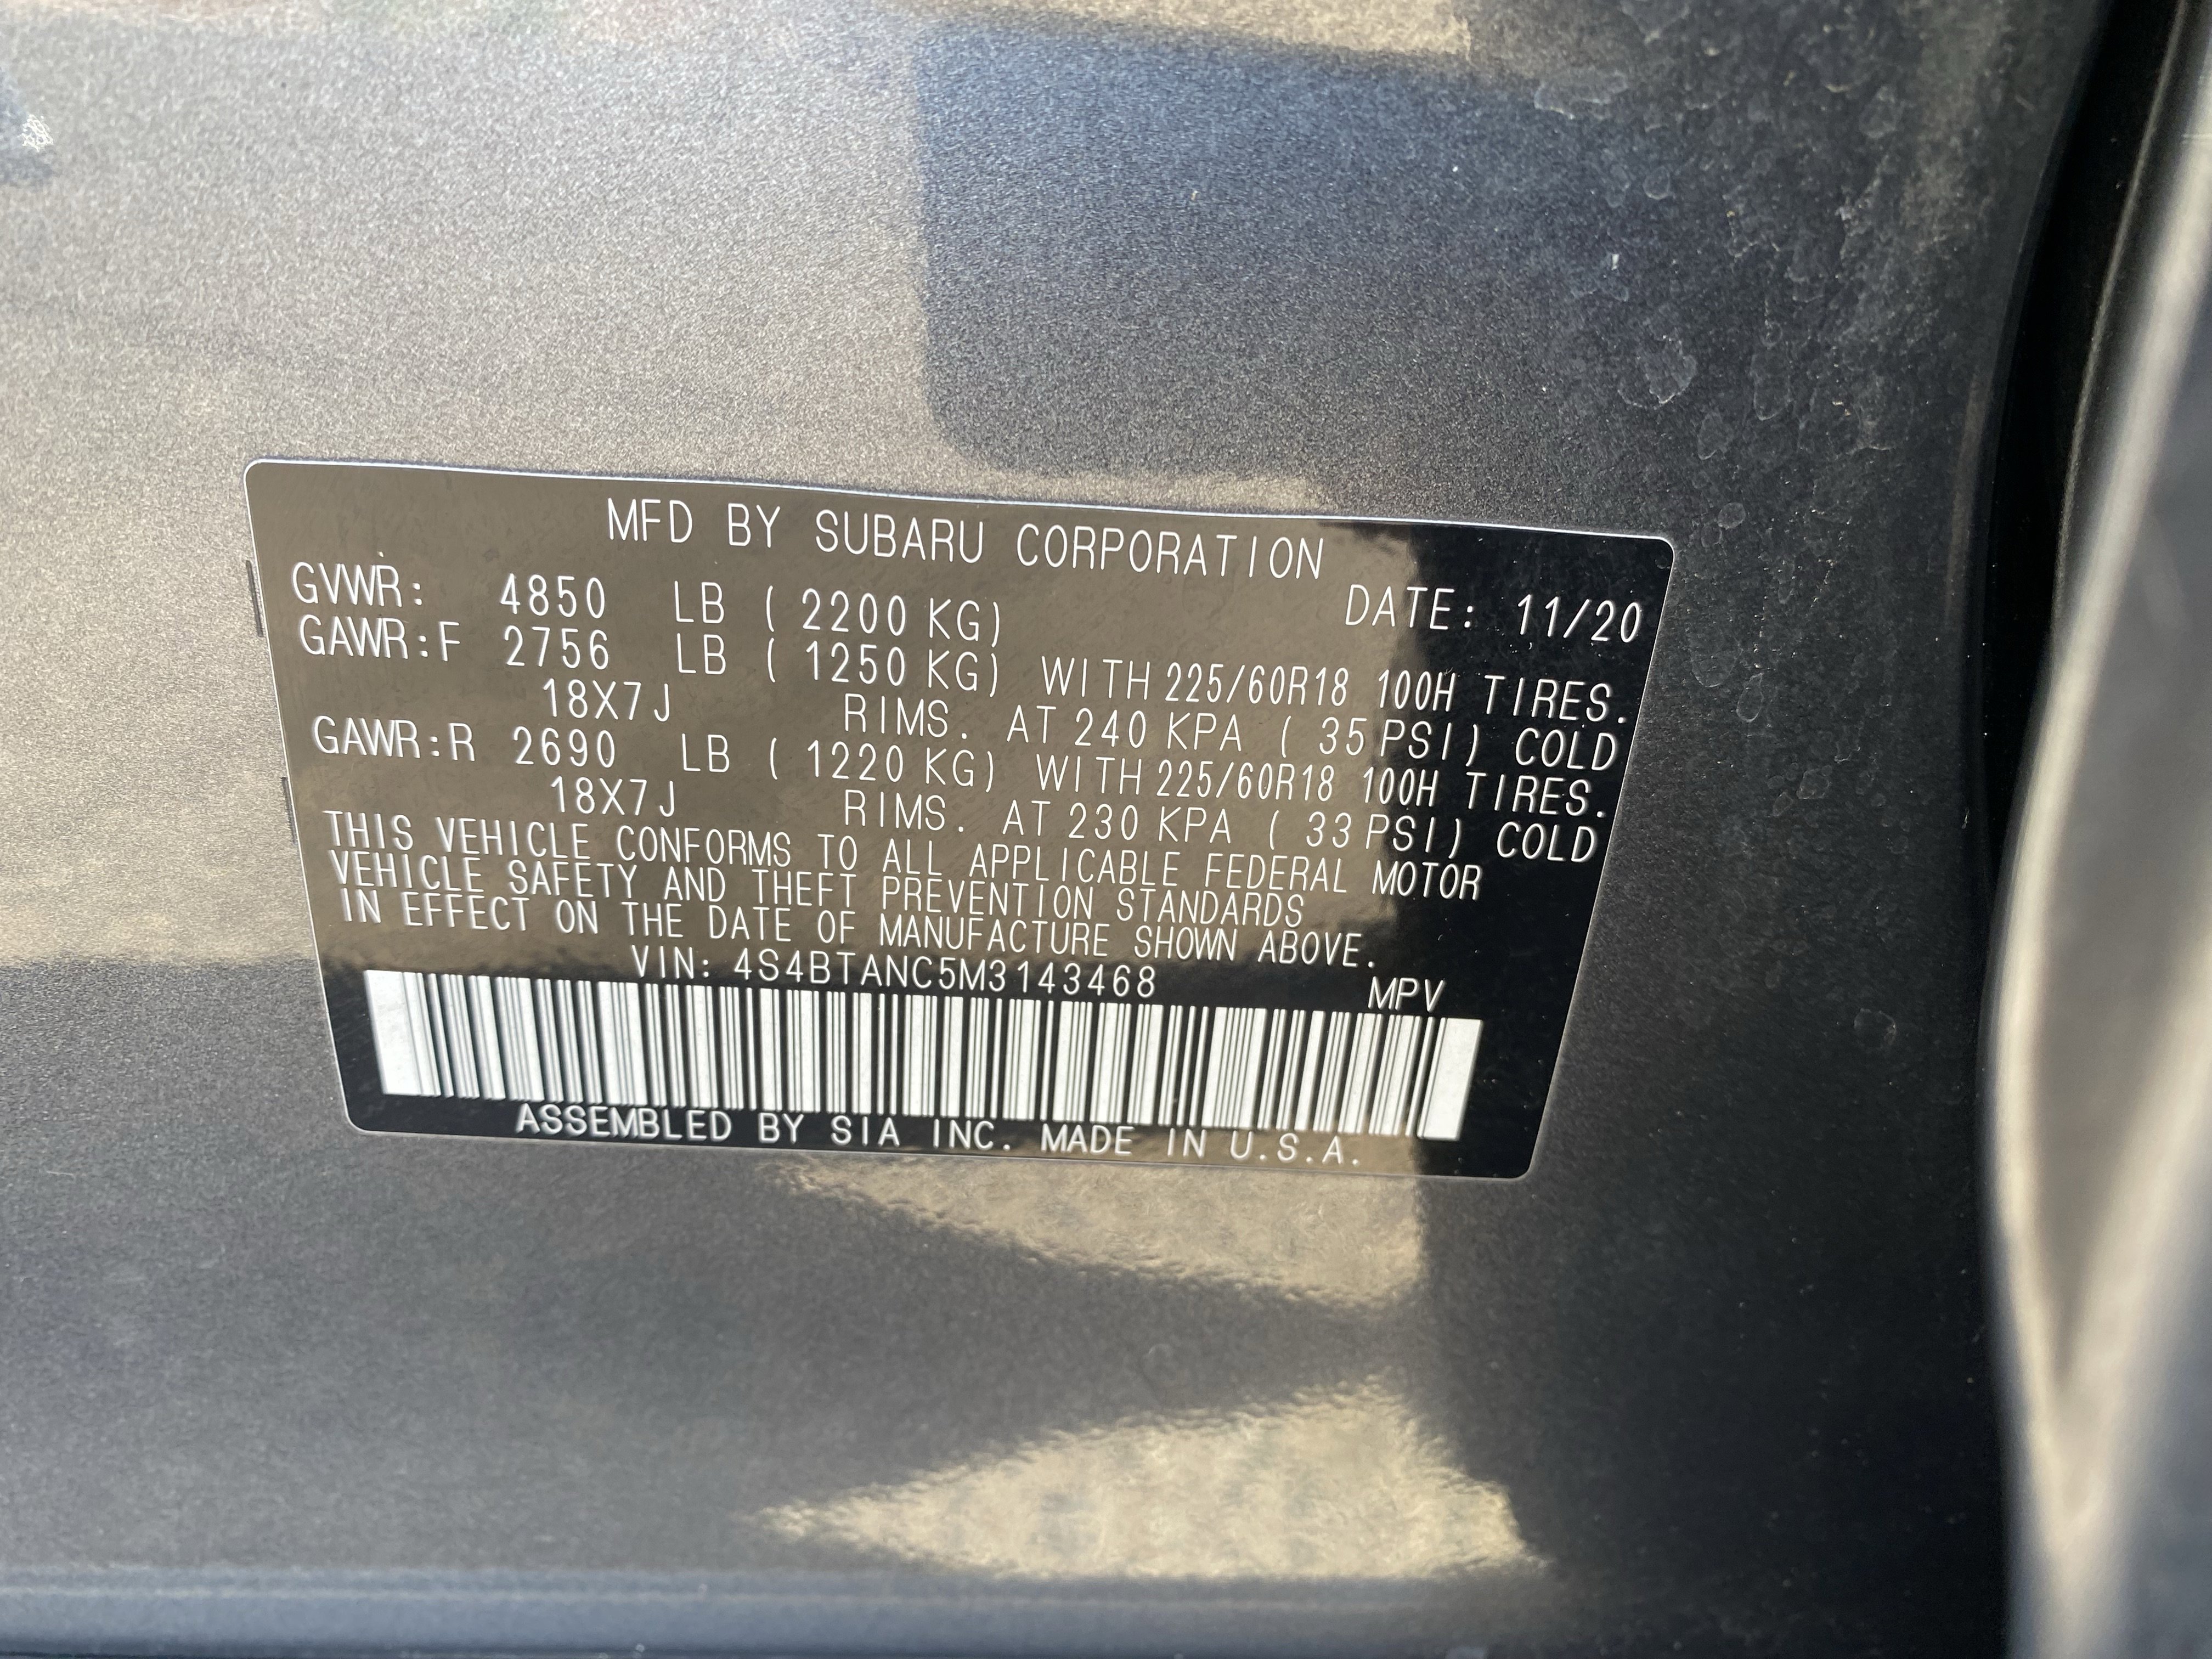 MFD BY SUBARU CORPORATION
GVWR: 4850 LB ( 2200 KG) DATE: 11/20
GAWR:F 2756 LB ( 1250 KG) WITH 225/60R18 100H TIRES.
18X7J RIMS. AT 240 KPA ( 35 PSI) COLD
GAWR:R 2690 LB ( 1220 KG) WITH 225/60R18 100H TIRES.
18X7J RIMS. AT 230 KPA ( 33 PSI) COLD
THIS VEHICLE CONFORMS TO ALL APPLICABLE FEDERAL MOTOR
VEHICLE SAFETY AND THEFT PREVENTION STANDARDS
IN EFFECT ON THE DATE OF MANUFACTURE SHOWN ABOVE.
VIN: 4S4BTANC5M3143468 MPV
ASSEMBLED BY SIA INC. MADE IN U.S.A.